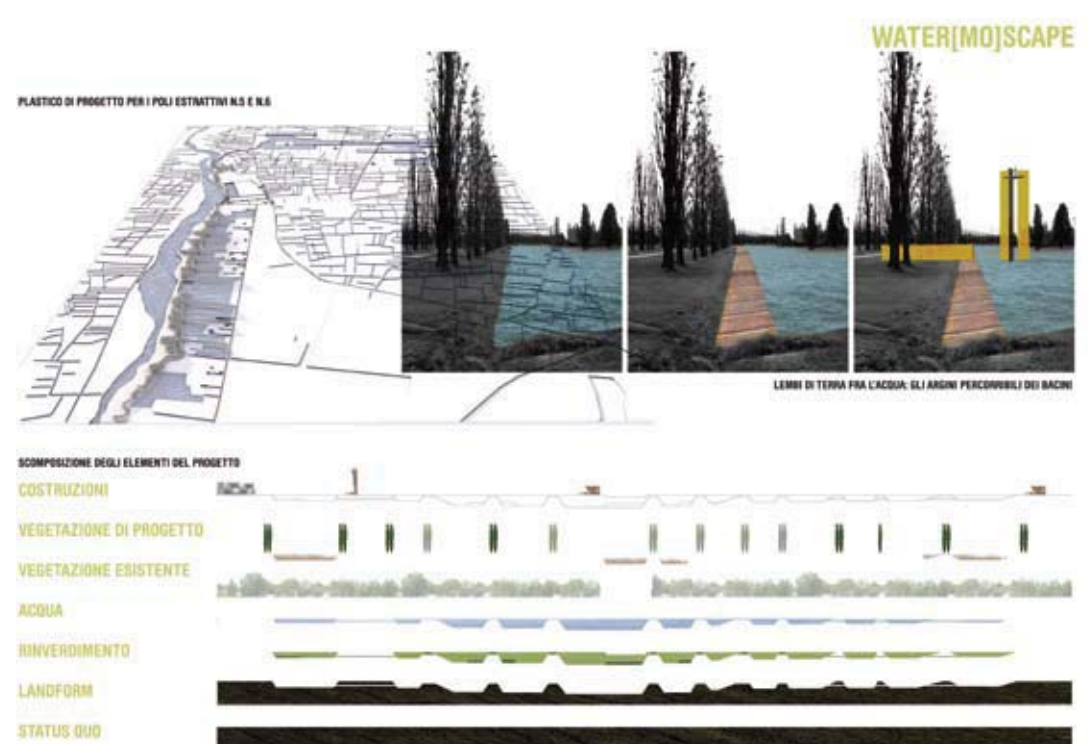 WATER[MO]SCAPE
PLASTICO DI PROGETTO PER I POLI ESTRATTIVI N.5 E N.6
LEMBI DI TERRA FRA L'ACQUA: GLI ARGINI PERCORRIBILI DEI BACINI
SCOMPOSIZIONE DEGLI ELEMENTI DEL PROGETTO
COSTRUZIONI
VEGETAZIONE DI PROGETTO
VEGETAZIONE ESISTENTE
ACQUA
RINVERDIMENTO
LANDFORM
STATUS QUO